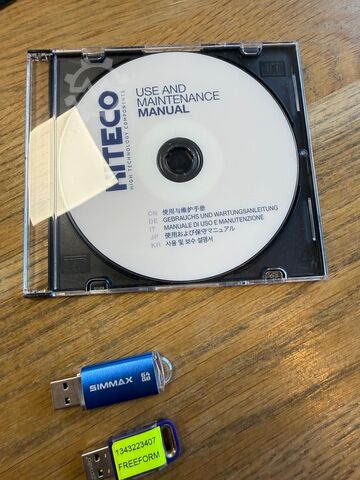 HITECO
HIGH TECHNOLOGY COMPONENTS
USE AND
MAINTENANCE
MANUAL
CN 使用与维护手册
DE GEBRAUCHS UND WARTUNGSANLEITUNG
IT MANUALE DI USO E MANUTENZIONE
JP 使用および保守マニュアル
KR 사용 및 보수 설명서
SIMMAX
64
GB
1343223407
FREEFORM